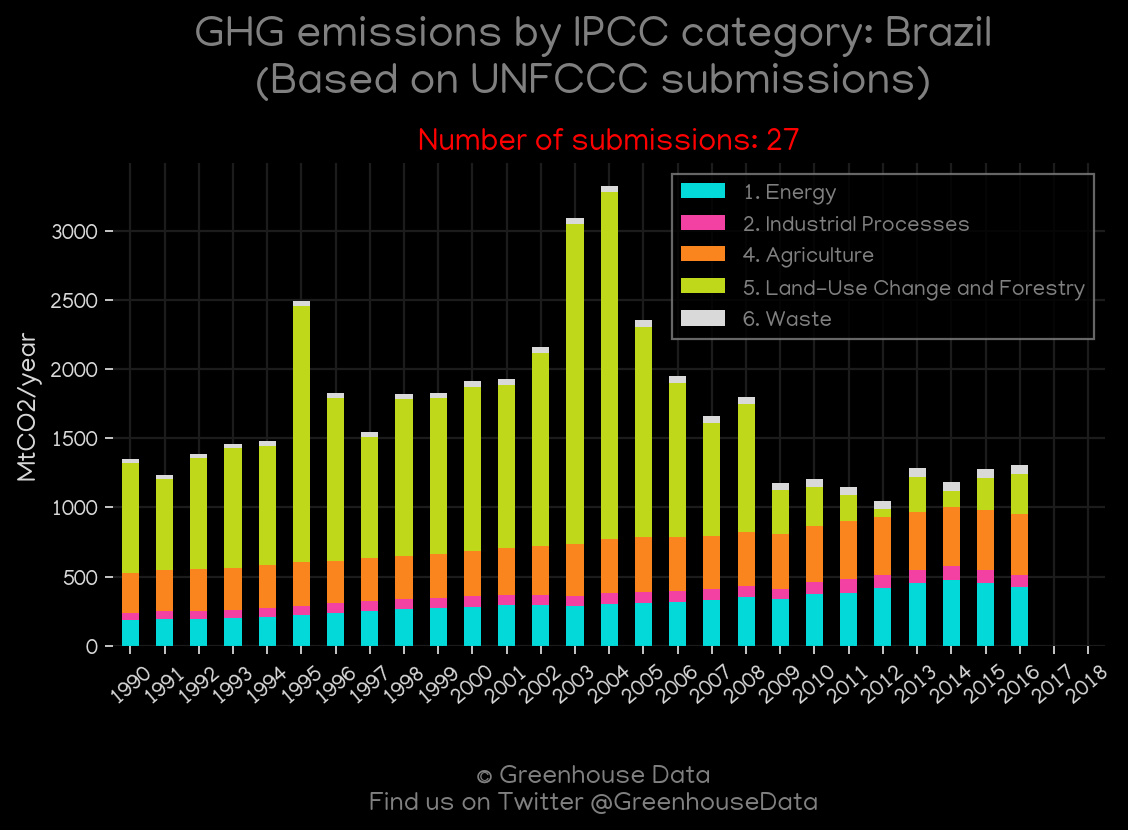 GHG emissions by IPCC category: Brazil
(Based on UNFCCC submissions)
Number of submissions: 27
1. Energy
2. Industrial Processes
4. Agriculture
5. Land-Use Change and Forestry
6. Waste
MtCO2/year
3000
2500
2000
1500
1000
500
0
1990 1991 1992 1993 1994 1995 1996 1997 1998 1999 2000 2001 2002 2003 2004 2005 2006 2007 2008 2009 2010 2011 2012 2013 2014 2015 2016 2017 2018
© Greenhouse Data
Find us on Twitter @GreenhouseData